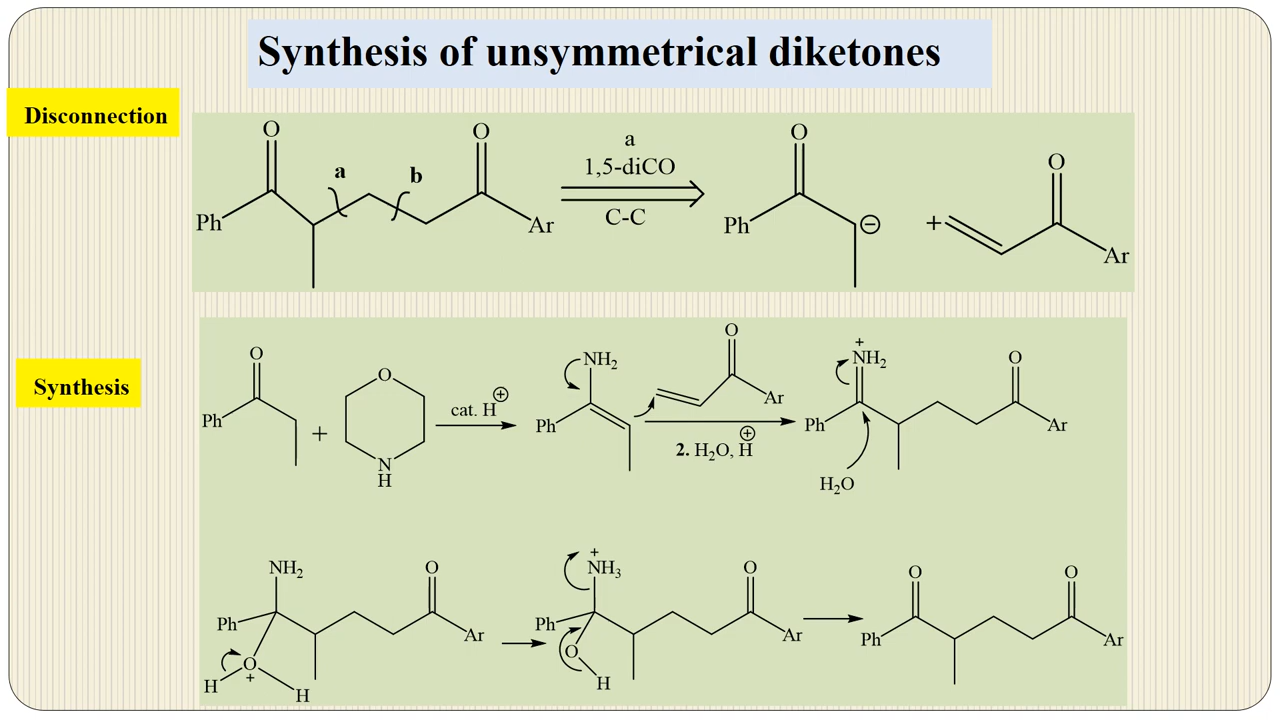 Synthesis of unsymmetrical diketones
Disconnection
O
O
a
b
Ph
Ar
a
1,5-diCO
C-C
O
Ph
⊖
+
O
Ar
Synthesis
O
Ph
+
O
N
H
cat. H⊕
NH₂
Ph
O
Ar
2. H₂O, H⊕
+
NH₂
O
Ph
Ar
H₂O
NH₂
O
Ph
Ar
O
+
H
H
+
NH₃
O
Ph
Ar
O
H
O
O
Ph
Ar